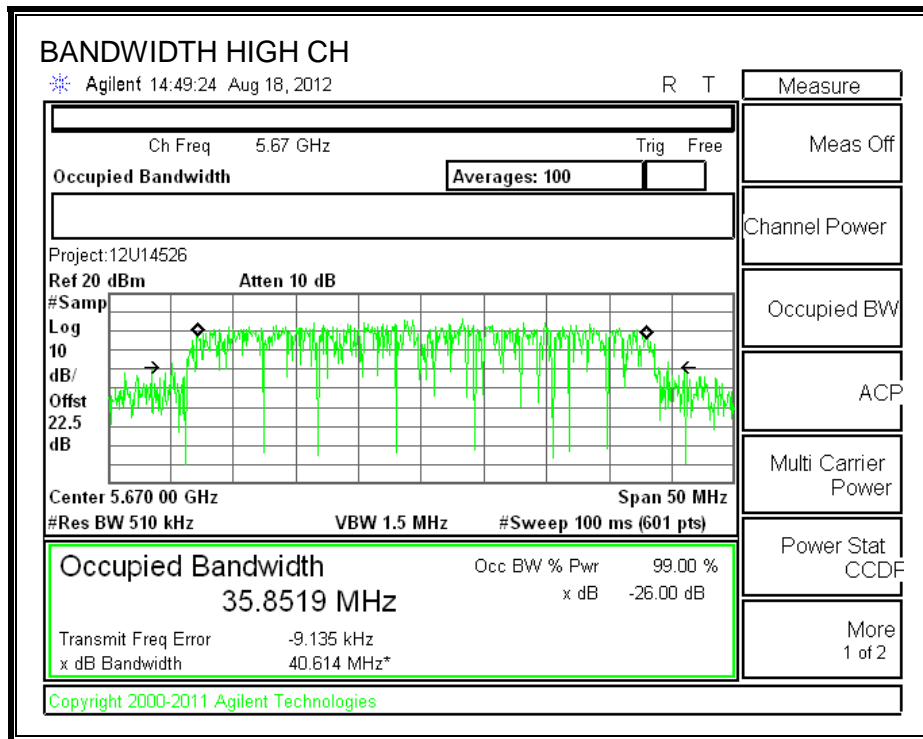 BANDWIDTH HIGH CH
Agilent 14:49:24 Aug 18, 2012 R T
Measure
Ch Freq 5.67 GHz Trig Free
Meas Off
Occupied Bandwidth Averages: 100
Channel Power
Project:12U14526
Ref 20 dBm Atten 10 dB
#Samp
Log
10
dB/
Offst
22.5
dB
Occupied BW
ACP
Center 5.670 00 GHz Span 50 MHz
#Res BW 510 kHz VBW 1.5 MHz #Sweep 100 ms (601 pts)
Multi Carrier
Power
Occupied Bandwidth Occ BW % Pwr 99.00 %
35.8519 MHz x dB -26.00 dB
Power Stat
CCDF
Transmit Freq Error -9.135 kHz
x dB Bandwidth 40.614 MHz*
More
1 of 2
Copyright 2000-2011 Agilent Technologies